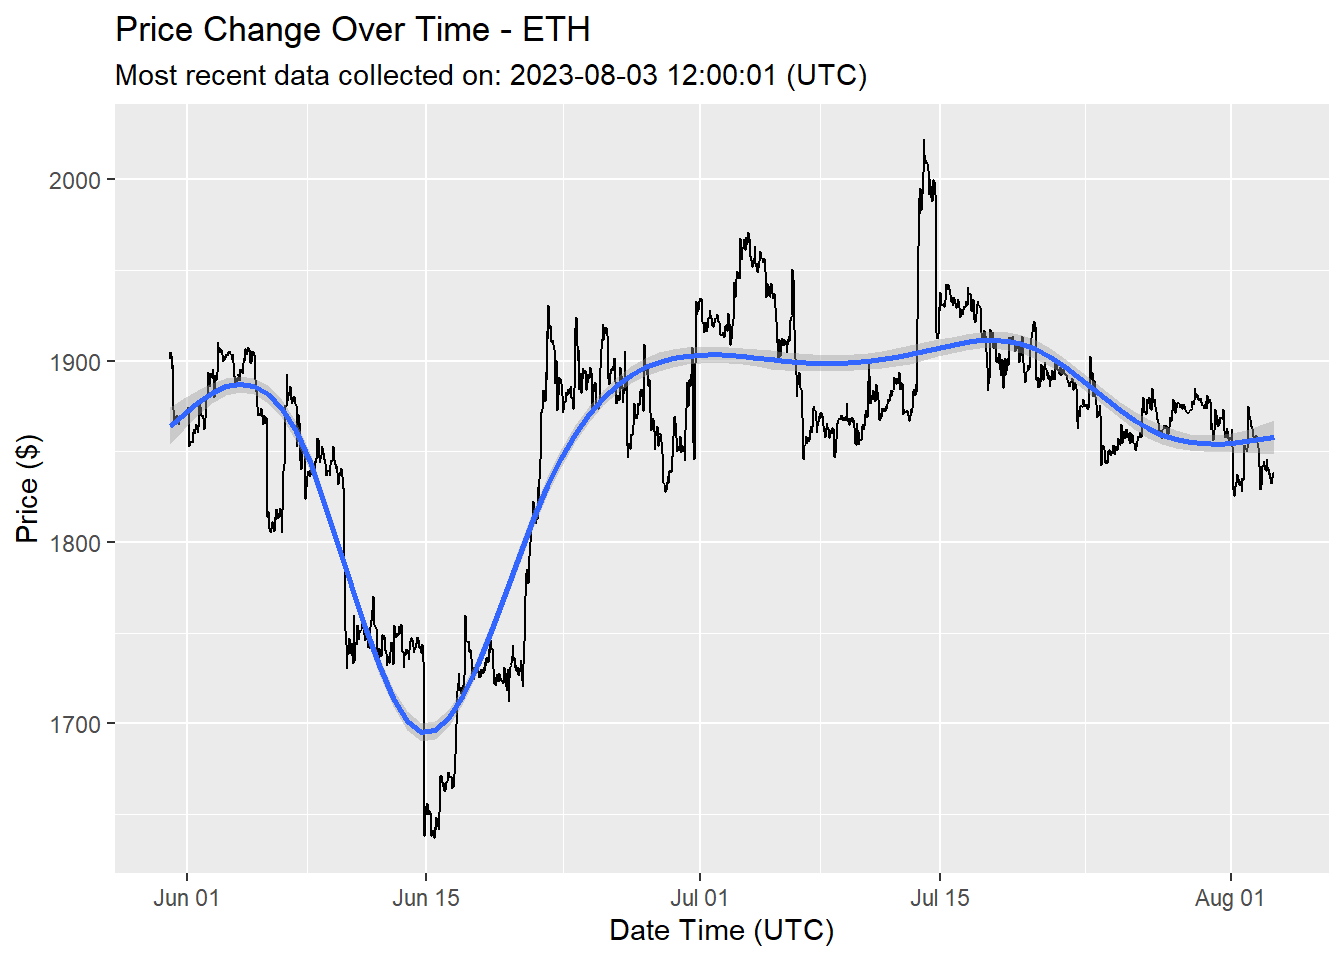 Price Change Over Time - ETH
Most recent data collected on: 2023-08-03 12:00:01 (UTC)
Price ($)
2000
1900
1800
1700
Jun 01 Jun 15 Jul 01 Jul 15 Aug 01
Date Time (UTC)